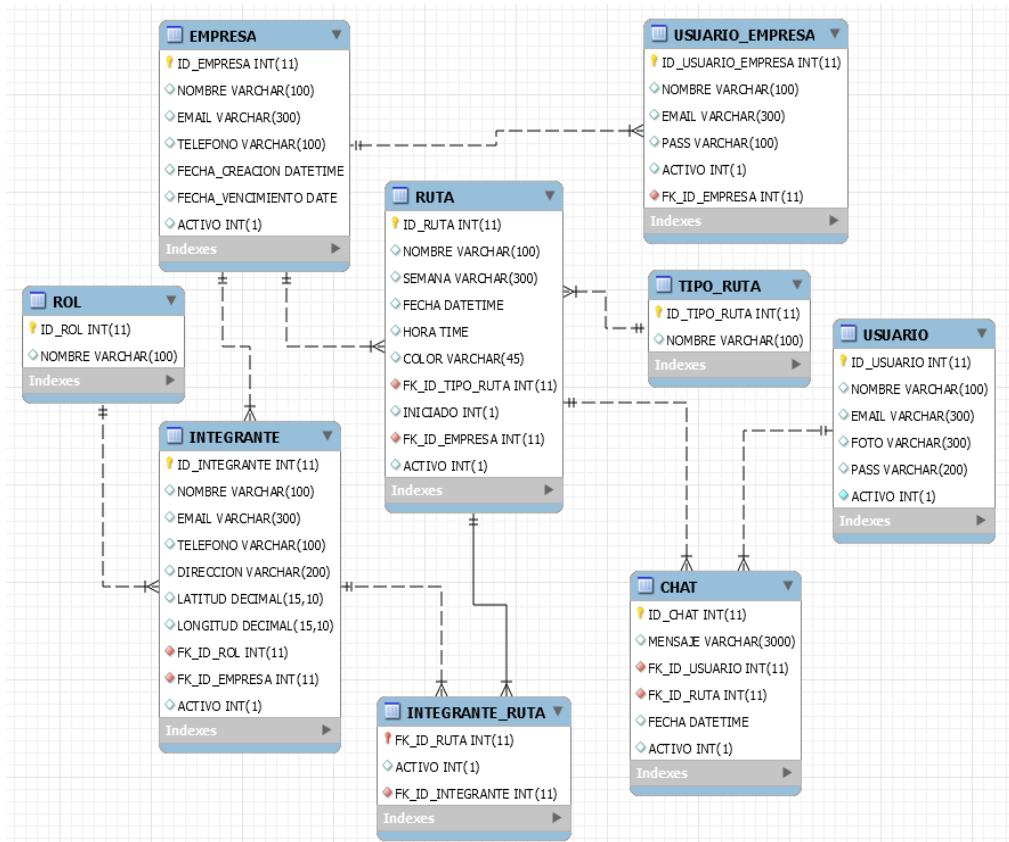 EMPRESA
ID_EMPRESA INT(11)
NOMBRE VARCHAR(100)
EMAIL VARCHAR(300)
TELEFONO VARCHAR(100)
FECHA_CREACION DATETIME
FECHA_VENCIMIENTO DATE
ACTIVO INT(1)
Indexes
USUARIO_EMPRESA
ID_USUARIO_EMPRESA INT(11)
NOMBRE VARCHAR(100)
EMAIL VARCHAR(300)
PASS VARCHAR(100)
ACTIVO INT(1)
FK_ID_EMPRESA INT(11)
Indexes
RUTA
ID_RUTA INT(11)
NOMBRE VARCHAR(100)
SEMANA VARCHAR(300)
FECHA DATETIME
HORA TIME
COLOR VARCHAR(45)
FK_ID_TIPO_RUTA INT(11)
INICIADO INT(1)
FK_ID_EMPRESA INT(11)
ACTIVO INT(1)
Indexes
TIPO_RUTA
ID_TIPO_RUTA INT(11)
NOMBRE VARCHAR(100)
Indexes
ROL
ID_ROL INT(11)
NOMBRE VARCHAR(100)
Indexes
USUARIO
ID_USUARIO INT(11)
NOMBRE VARCHAR(100)
EMAIL VARCHAR(300)
FOTO VARCHAR(300)
PASS VARCHAR(200)
ACTIVO INT(1)
Indexes
INTEGRANTE
ID_INTEGRANTE INT(11)
NOMBRE VARCHAR(100)
EMAIL VARCHAR(300)
TELEFONO VARCHAR(100)
DIRECCION VARCHAR(200)
LATITUD DECIMAL(15,10)
LONGITUD DECIMAL(15,10)
FK_ID_ROL INT(11)
FK_ID_EMPRESA INT(11)
ACTIVO INT(1)
Indexes
CHAT
ID_CHAT INT(11)
MENSAJE VARCHAR(3000)
FK_ID_USUARIO INT(11)
FK_ID_RUTA INT(11)
FECHA DATETIME
ACTIVO INT(1)
Indexes
INTEGRANTE_RUTA
FK_ID_RUTA INT(11)
ACTIVO INT(1)
FK_ID_INTEGRANTE INT(11)
Indexes